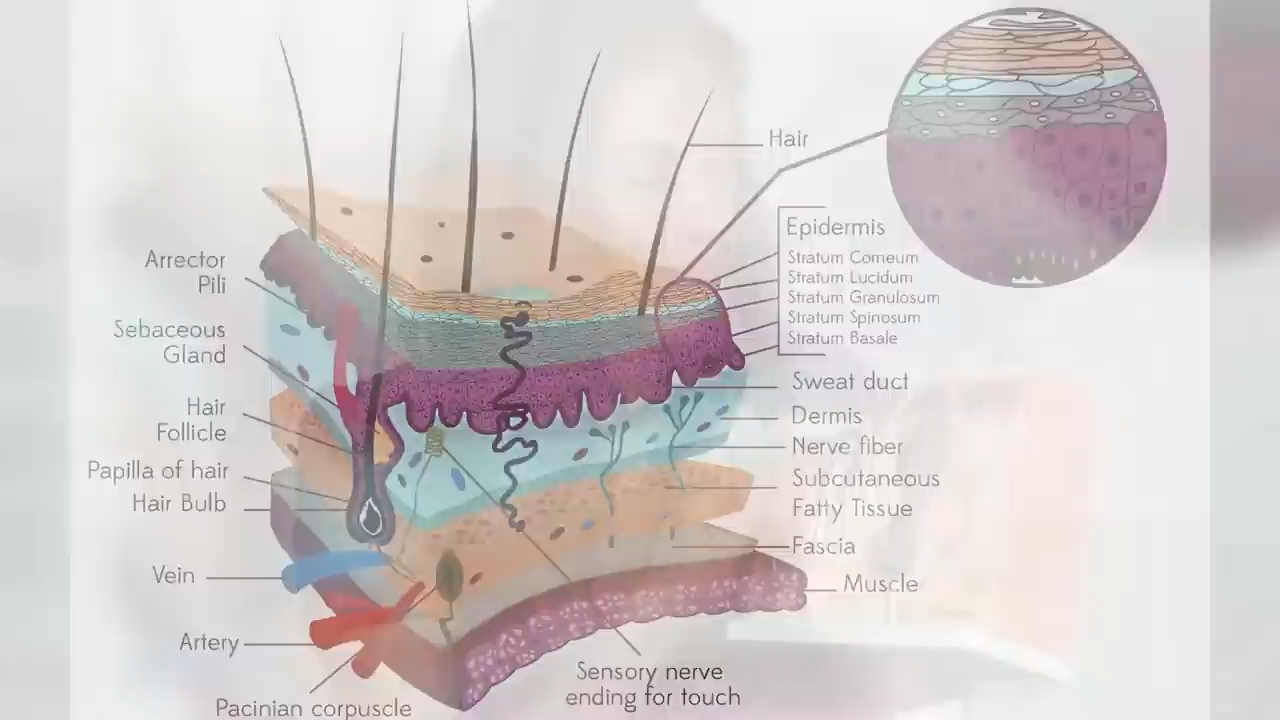 Hair
Epidermis
Stratum Corneum
Stratum Lucidum
Stratum Granulosum
Stratum Spinosum
Stratum Basale
Sweat duct
Dermis
Nerve fiber
Subcutaneous
Fatty Tissue
Fascia
Muscle
Arrector
Pili
Sebaceous
Gland
Hair
Follicle
Papilla of hair
Hair Bulb
Vein
Artery
Pacinian corpuscle
Sensory nerve
ending for touch